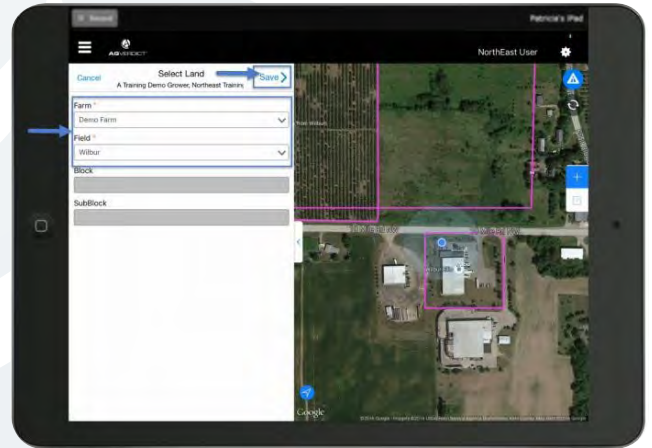 Patricia's iPad
AGVERDICT
NorthEast User
Cancel
Select Land
Save
A Training Demo Grower, Northeast Training
Farm *
Demo Farm
Field *
Wilbur
Block
SubBlock
Google